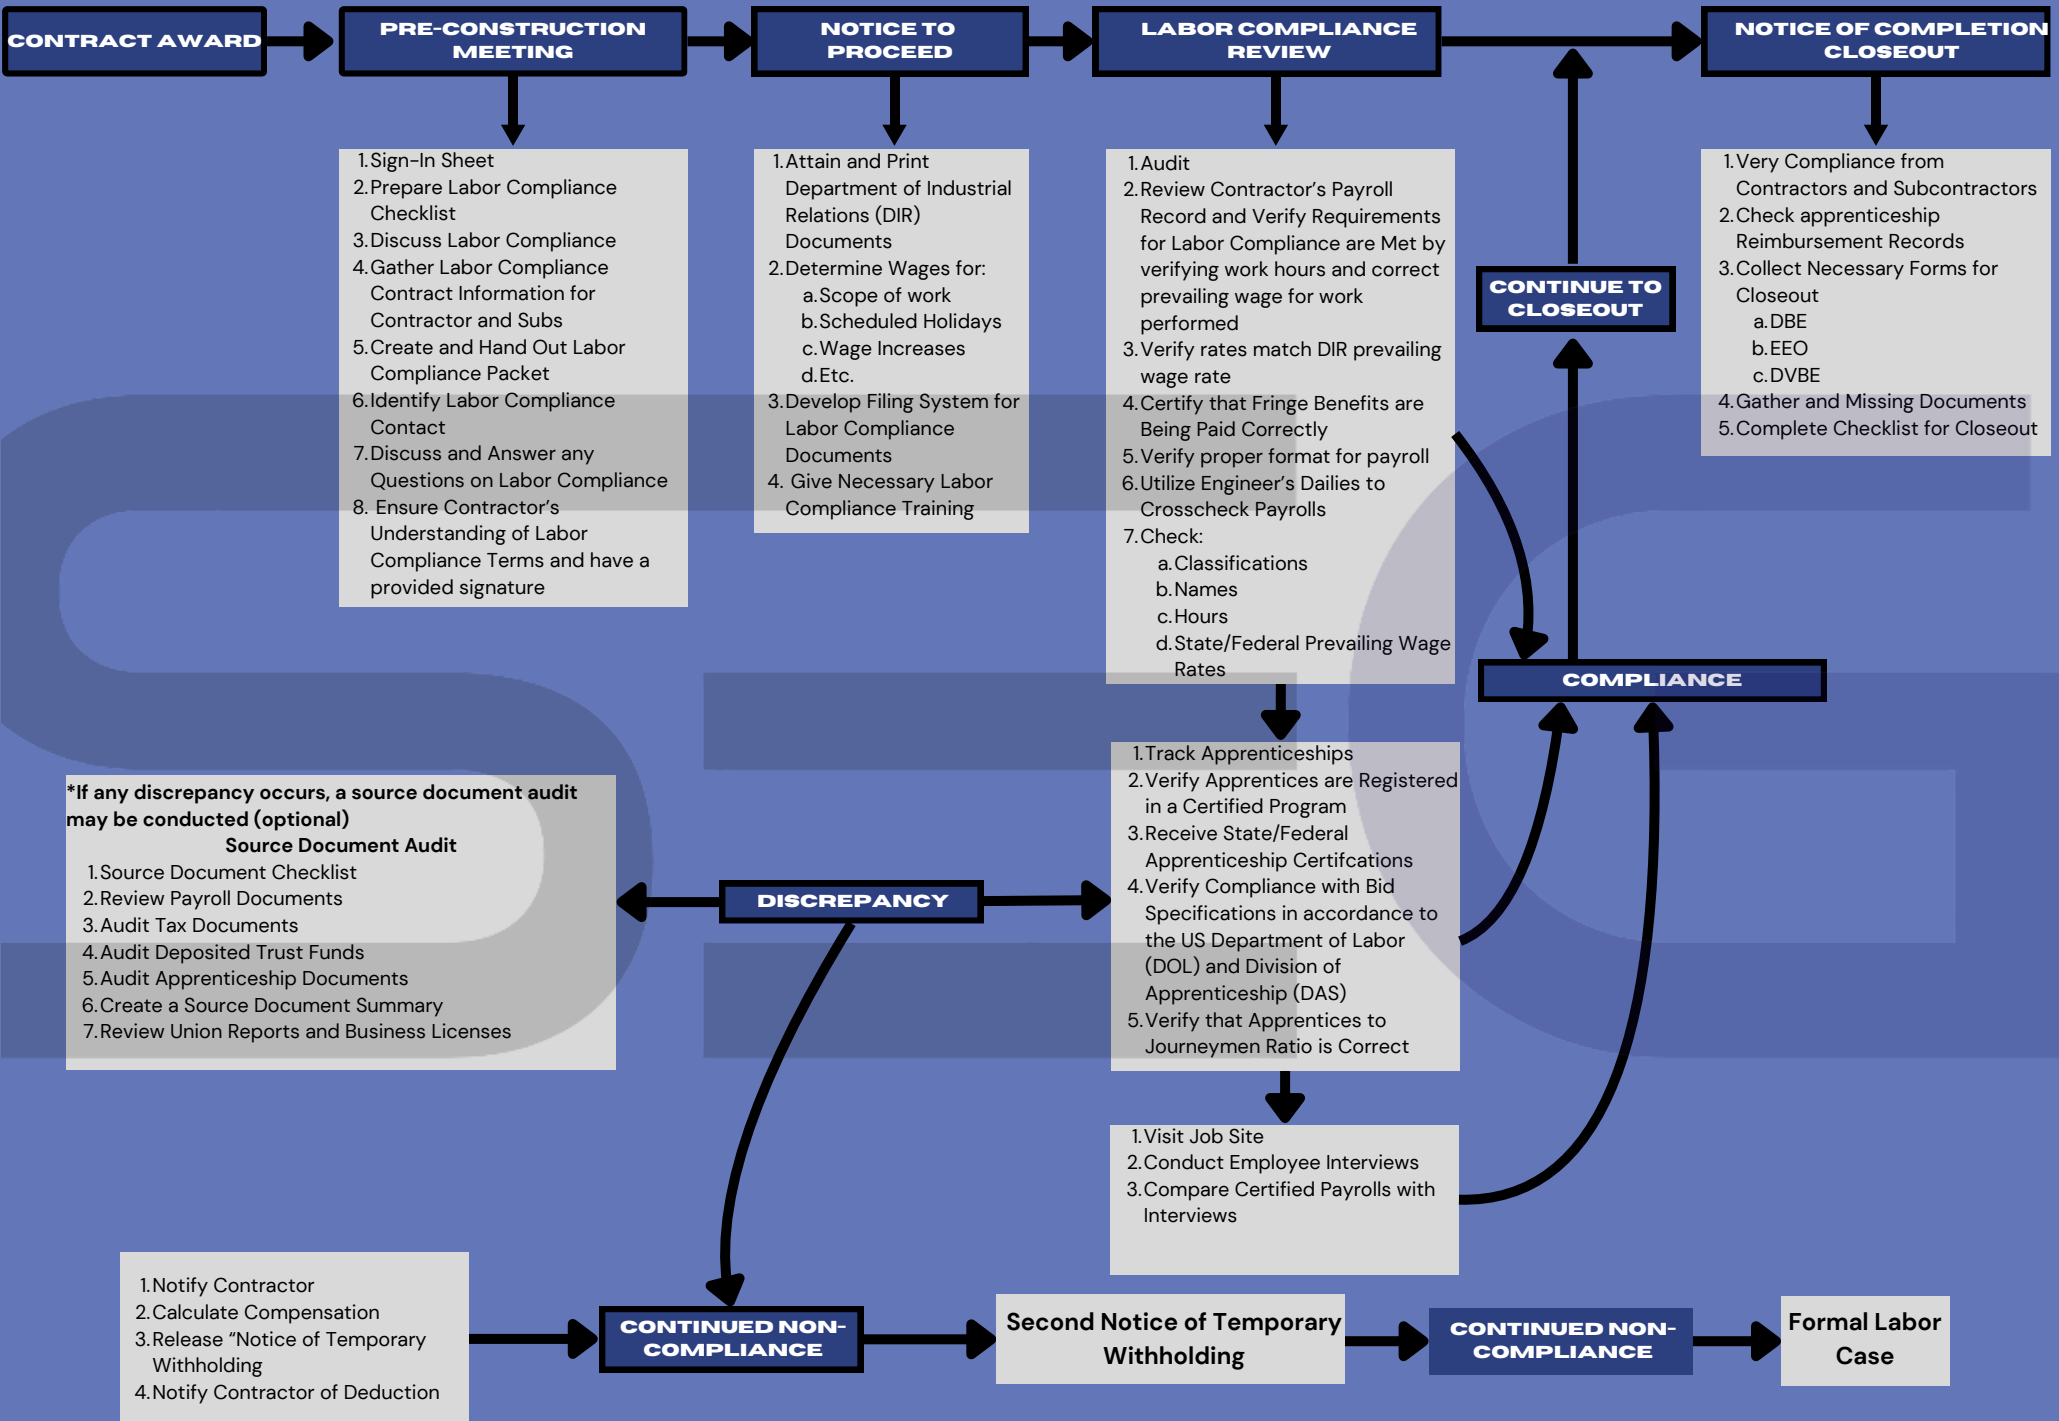 CONTRACT AWARD
PRE-CONSTRUCTION
MEETING
NOTICE TO
PROCEED
LABOR COMPLIANCE
REVIEW
NOTICE OF COMPLETION
CLOSEOUT
1. Sign-In Sheet
2. Prepare Labor Compliance
Checklist
3. Discuss Labor Compliance
4. Gather Labor Compliance
Contract Information for
Contractor and Subs
5. Create and Hand Out Labor
Compliance Packet
6. Identify Labor Compliance
Contact
7. Discuss and Answer any
Questions on Labor Compliance
8. Ensure Contractor's
Understanding of Labor
Compliance Terms and have a
provided signature
1. Attain and Print
Department of Industrial
Relations (DIR)
Documents
2. Determine Wages for:
a. Scope of work
b. Scheduled Holidays
c. Wage Increases
d. Etc.
3. Develop Filing System for
Labor Compliance
Documents
4. Give Necessary Labor
Compliance Training
1. Audit
2. Review Contractor's Payroll
Record and Verify Requirements
for Labor Compliance are Met by
verifying work hours and correct
prevailing wage for work
performed
3. Verify rates match DIR prevailing
wage rate
4. Certify that Fringe Benefits are
Being Paid Correctly
5. Verify proper format for payroll
6. Utilize Engineer's Dailies to
Crosscheck Payrolls
7. Check:
a. Classifications
b. Names
c. Hours
d. State/Federal Prevailing Wage
Rates
CONTINUE TO
CLOSEOUT
1. Very Compliance from
Contractors and Subcontractors
2. Check apprenticeship
Reimbursement Records
3. Collect Necessary Forms for
Closeout
a. DBE
b. EEO
c. DVBE
4. Gather and Missing Documents
5. Complete Checklist for Closeout
COMPLIANCE
1. Track Apprenticeships
2. Verify Apprentices are Registered
in a Certified Program
3. Receive State/Federal
Apprenticeship Certifcations
4. Verify Compliance with Bid
Specifications in accordance to
the US Department of Labor
(DOL) and Division of
Apprenticeship (DAS)
5. Verify that Apprentices to
Journeymen Ratio is Correct
*If any discrepancy occurs, a source document audit
may be conducted (optional)
Source Document Audit
1. Source Document Checklist
2. Review Payroll Documents
3. Audit Tax Documents
4. Audit Deposited Trust Funds
5. Audit Apprenticeship Documents
6. Create a Source Document Summary
7. Review Union Reports and Business Licenses
DISCREPANCY
1. Visit Job Site
2. Conduct Employee Interviews
3. Compare Certified Payrolls with
Interviews
1. Notify Contractor
2. Calculate Compensation
3. Release “Notice of Temporary
Withholding
4. Notify Contractor of Deduction
CONTINUED NON-
COMPLIANCE
Second Notice of Temporary
Withholding
CONTINUED NON-
COMPLIANCE
Formal Labor
Case